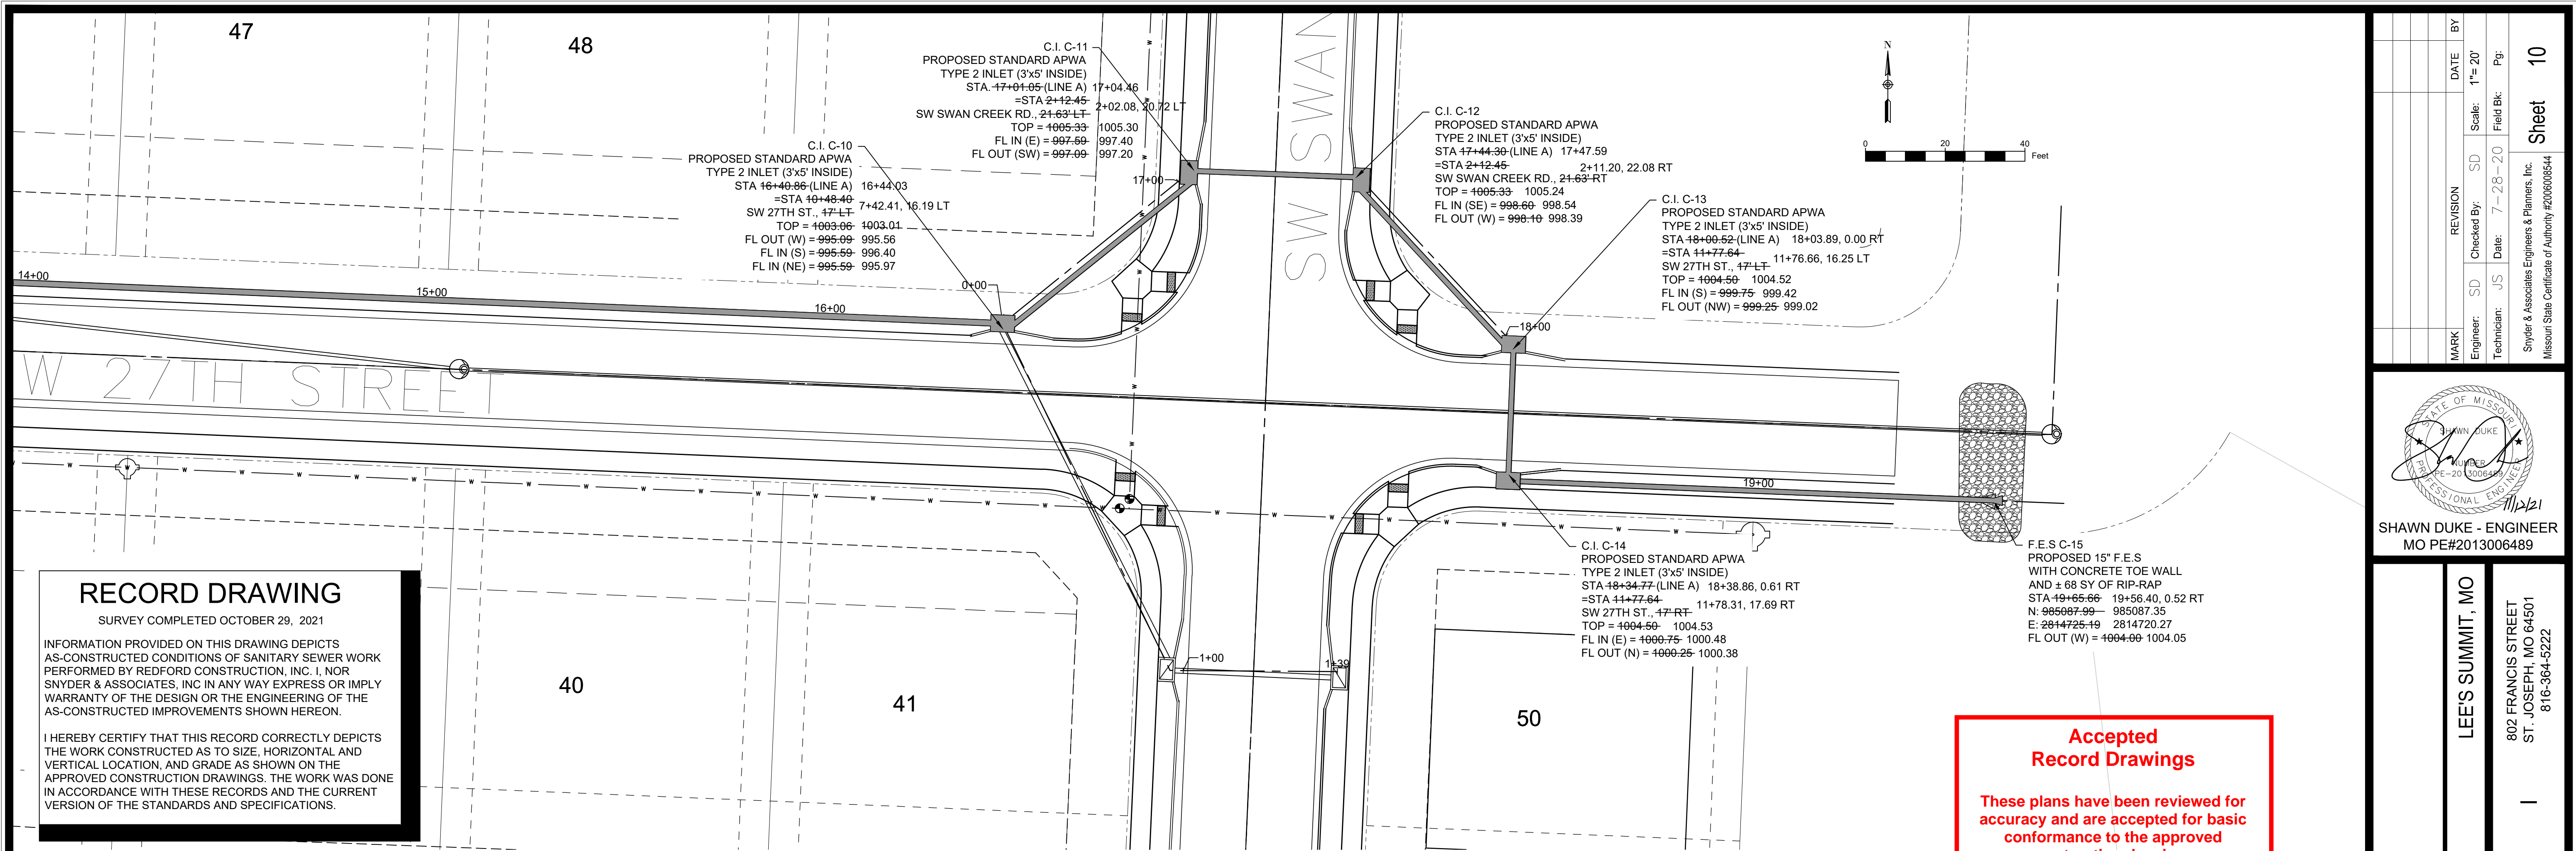 47
48
C.I. C-11
PROPOSED STANDARD APWA
TYPE 2 INLET (3'x5' INSIDE)
STA. 17+01.05 (LINE A) 17+04.46
=STA 2+12.45 2+02.08, 20.72 LT
SW SWAN CREEK RD., 21.63' LT
TOP = 1005.33 1005.30
FL IN (E) = 997.59 997.40
FL OUT (SW) = 997.09 997.20
C.I. C-10
PROPOSED STANDARD APWA
TYPE 2 INLET (3'x5' INSIDE)
STA 16+40.86 (LINE A) 16+44.03
=STA 10+48.40 7+42.41, 16.19 LT
SW 27TH ST., 17' LT
TOP = 1003.06 1003.01
FL OUT (W) = 995.09 995.56
FL IN (S) = 995.59 996.40
FL IN (NE) = 995.59 995.97
C.I. C-12
PROPOSED STANDARD APWA
TYPE 2 INLET (3'x5' INSIDE)
STA 17+44.30 (LINE A) 17+47.59
=STA 2+12.45 2+11.20, 22.08 RT
SW SWAN CREEK RD., 21.63' RT
TOP = 1005.33 1005.24
FL IN (SE) = 998.60 998.54
FL OUT (W) = 998.10 998.39
C.I. C-13
PROPOSED STANDARD APWA
TYPE 2 INLET (3'x5' INSIDE)
STA 18+00.52 (LINE A) 18+03.89, 0.00 RT
=STA 11+77.64 11+76.66, 16.25 LT
SW 27TH ST., 17' LT
TOP = 1004.50 1004.52
FL IN (S) = 999.75 999.42
FL OUT (NW) = 999.25 999.02
N
0 20 40
Feet
SW SWAN
14+00
15+00
16+00
0+00
17+00
18+00
19+00
1+00
1+39
W 27TH STREET
C.I. C-14
PROPOSED STANDARD APWA
TYPE 2 INLET (3'x5' INSIDE)
STA 18+34.77 (LINE A) 18+38.86, 0.61 RT
=STA 11+77.64 11+78.31, 17.69 RT
SW 27TH ST., 17' RT
TOP = 1004.50 1004.53
FL IN (E) = 1000.75 1000.48
FL OUT (N) = 1000.25 1000.38
F.E.S C-15
PROPOSED 15" F.E.S
WITH CONCRETE TOE WALL
AND ± 68 SY OF RIP-RAP
STA 19+65.66 19+56.40, 0.52 RT
N: 985087.99 985087.35
E: 2814725.19 2814720.27
FL OUT (W) = 1004.00 1004.05
40
41
50
RECORD DRAWING
SURVEY COMPLETED OCTOBER 29, 2021
INFORMATION PROVIDED ON THIS DRAWING DEPICTS
AS-CONSTRUCTED CONDITIONS OF SANITARY SEWER WORK
PERFORMED BY REDFORD CONSTRUCTION, INC. I, NOR
SNYDER & ASSOCIATES, INC IN ANY WAY EXPRESS OR IMPLY
WARRANTY OF THE DESIGN OR THE ENGINEERING OF THE
AS-CONSTRUCTED IMPROVEMENTS SHOWN HEREON.
I HEREBY CERTIFY THAT THIS RECORD CORRECTLY DEPICTS
THE WORK CONSTRUCTED AS TO SIZE, HORIZONTAL AND
VERTICAL LOCATION, AND GRADE AS SHOWN ON THE
APPROVED CONSTRUCTION DRAWINGS. THE WORK WAS DONE
IN ACCORDANCE WITH THESE RECORDS AND THE CURRENT
VERSION OF THE STANDARDS AND SPECIFICATIONS.
Accepted
Record Drawings
These plans have been reviewed for
accuracy and are accepted for basic
conformance to the approved
MARK REVISION DATE BY
Engineer: SD Checked By: SD Scale: 1"= 20'
Technician: JS Date: 7-28-20 Field Bk: Pg:
Snyder & Associates Engineers & Planners, Inc.
Missouri State Certificate of Authority #2006008544
Sheet 10
STATE OF MISSOURI
SHAWN DUKE
NUMBER
PE-2013006489
PROFESSIONAL ENGINEER
11/12/21
SHAWN DUKE - ENGINEER
MO PE#2013006489
LEE'S SUMMIT, MO
802 FRANCIS STREET
ST. JOSEPH, MO 64501
816-364-5222